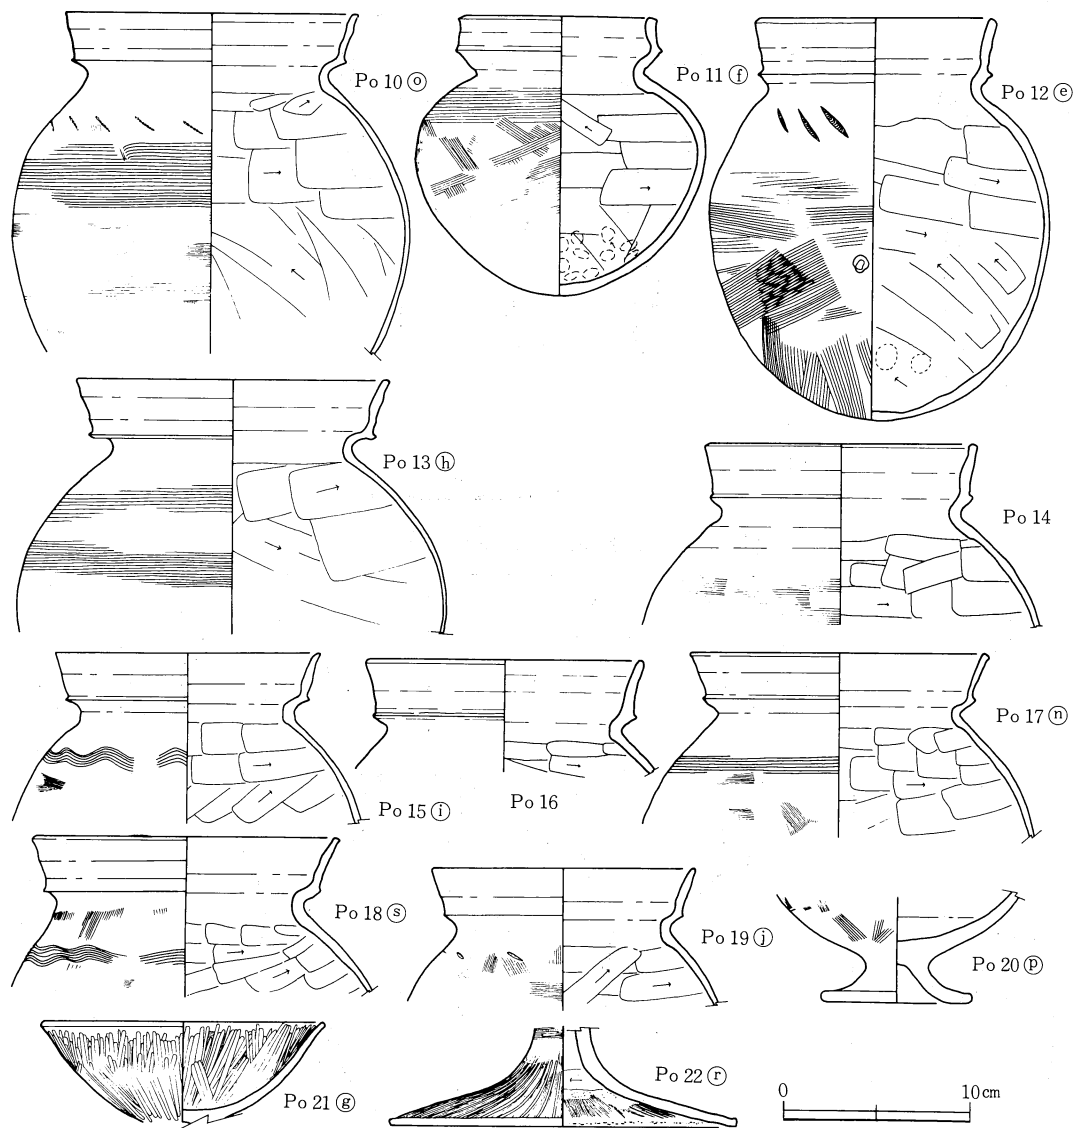 Po 10 ⓞ
Po 11 ⓕ
Po 12 ⓔ
Po 13 ⓗ
Po 14
Po 15 ⓘ
Po 16
Po 17 ⓝ
Po 18 ⓢ
Po 19 ⓙ
Po 20 ⓟ
Po 21 ⓖ
Po 22 ⓡ
0 10cm